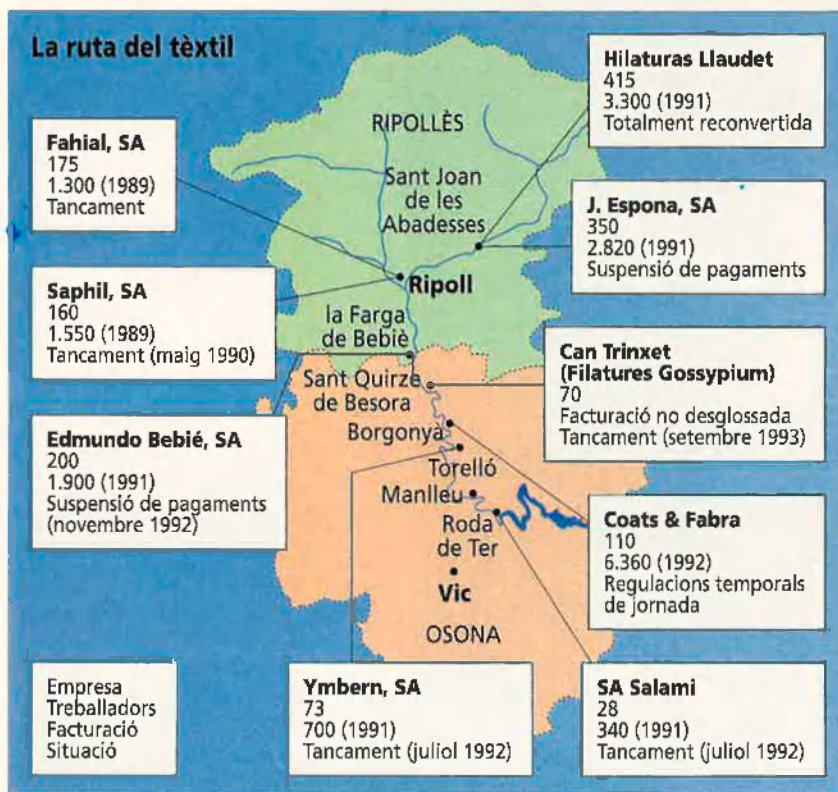 La ruta del tèxtil
Hilaturas Llaudet
415
3.300 (1991)
Totalment reconvertida
Fahial, SA
175
1.300 (1989)
Tancament
J. Espona, SA
350
2.820 (1991)
Suspensió de pagaments
Saphil, SA
160
1.550 (1989)
Tancament (maig 1990)
Can Trinxet
(Filatures Gossypium)
70
Facturació no desglossada
Tancament (setembre 1993)
Edmundo Bebié, SA
200
1.900 (1991)
Suspensió de pagaments
(novembre 1992)
Coats & Fabra
110
6.360 (1992)
Regulacions temporals
de jornada
RIPOLLÈS
Sant Joan
de les
Abadesses
Ripoll
la Farga
de Bebiè
Sant Quirze
de Besora
Borgonyà
Torelló
Manlleu
Roda
de Ter
Vic
OSONA
Empresa
Treballadors
Facturació
Situació
Ymbern, SA
73
700 (1991)
Tancament (juliol 1992)
SA Salami
28
340 (1991)
Tancament (juliol 1992)